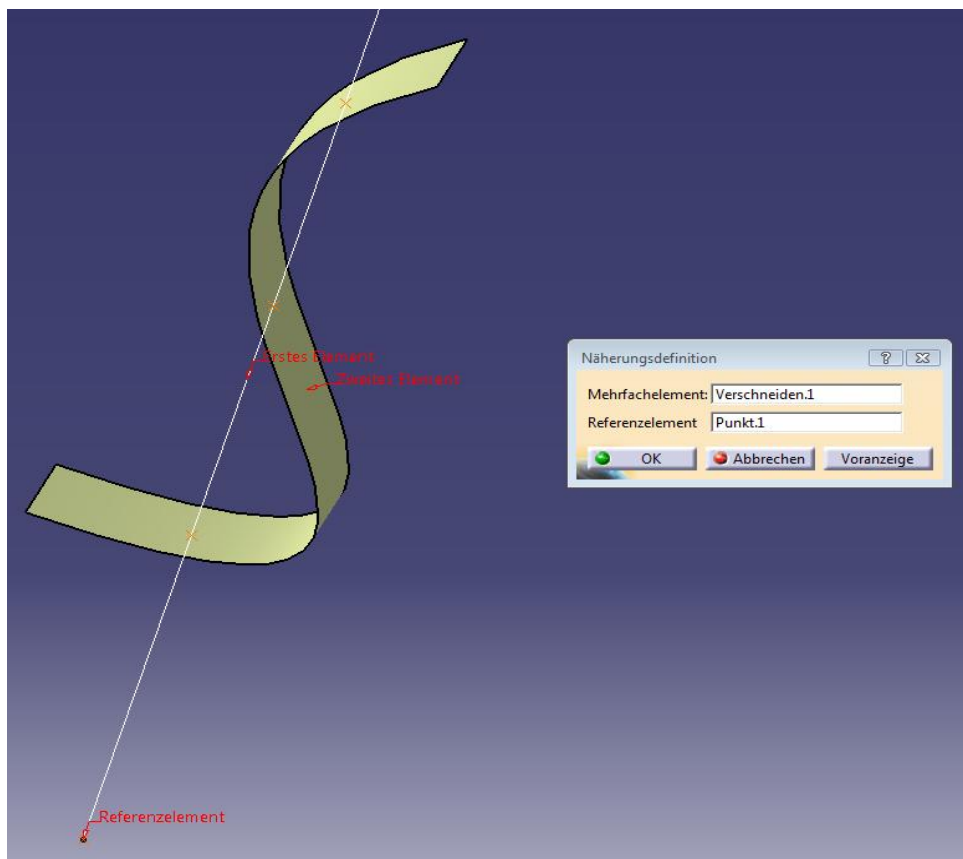 Erstes Element
Zweites Element
Näherungsdefinition
Mehrfachelement: Verschneiden.1
Referenzelement Punkt.1
OK Abbrechen Voranzeige
Referenzelement